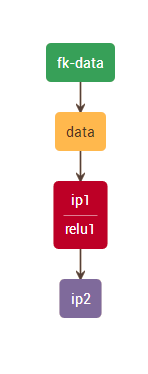 fk-data
data
ip1
relu1
ip2